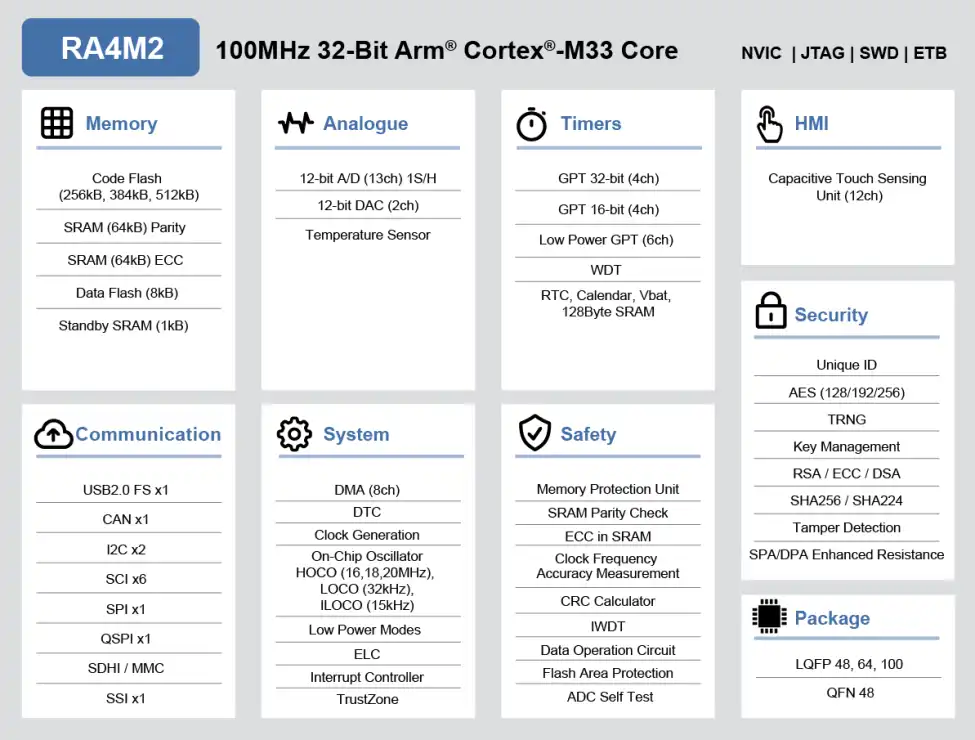 RA4M2
100MHz 32-Bit Arm® Cortex®-M33 Core
NVIC | JTAG | SWD | ETB
Memory
Code Flash
(256kB, 384kB, 512kB)
SRAM (64kB) Parity
SRAM (64kB) ECC
Data Flash (8kB)
Standby SRAM (1kB)
Analogue
12-bit A/D (13ch) 1S/H
12-bit DAC (2ch)
Temperature Sensor
Timers
GPT 32-bit (4ch)
GPT 16-bit (4ch)
Low Power GPT (6ch)
WDT
RTC, Calendar, Vbat,
128Byte SRAM
HMI
Capacitive Touch Sensing
Unit (12ch)
Communication
USB2.0 FS x1
CAN x1
I2C x2
SCI x6
SPI x1
QSPI x1
SDHI / MMC
SSI x1
System
DMA (8ch)
DTC
Clock Generation
On-Chip Oscillator
HOCO (16,18,20MHz),
LOCO (32kHz),
ILOCO (15kHz)
Low Power Modes
ELC
Interrupt Controller
TrustZone
Safety
Memory Protection Unit
SRAM Parity Check
ECC in SRAM
Clock Frequency
Accuracy Measurement
CRC Calculator
IWDT
Data Operation Circuit
Flash Area Protection
ADC Self Test
Security
Unique ID
AES (128/192/256)
TRNG
Key Management
RSA / ECC / DSA
SHA256 / SHA224
Tamper Detection
SPA/DPA Enhanced Resistance
Package
LQFP 48, 64, 100
QFN 48